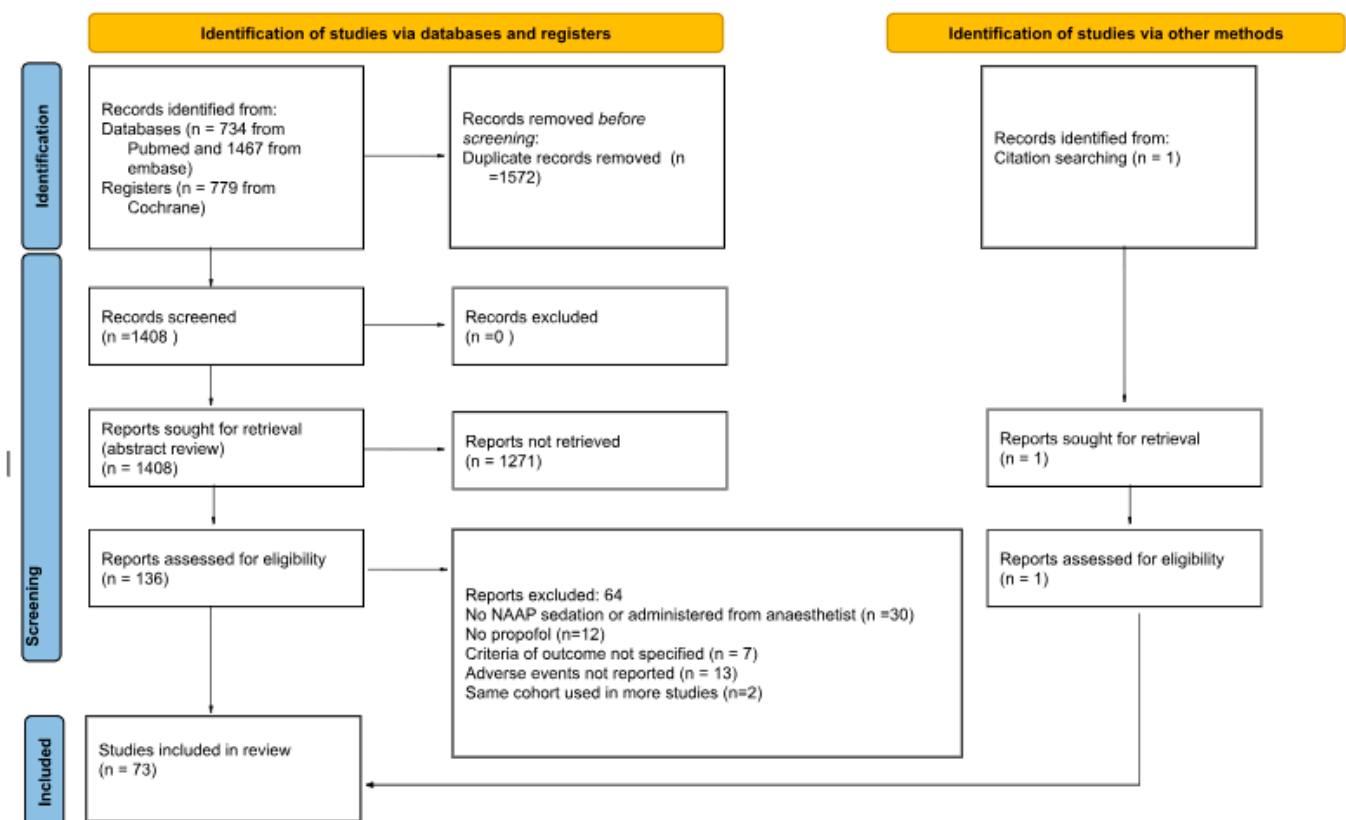 Identification of studies via databases and registers
Identification of studies via other methods
Identification
Records identified from:
Databases (n = 734 from
Pubmed and 1467 from
embase)
Registers (n = 779 from
Cochrane)
Records removed before
screening:
Duplicate records removed (n
=1572)
Records identified from:
Citation searching (n = 1)
Screening
Records screened
(n =1408 )
Records excluded
(n =0 )
Reports sought for retrieval
(abstract review)
(n = 1408)
Reports not retrieved
(n = 1271)
Reports sought for retrieval
(n = 1)
Reports assessed for eligibility
(n = 136)
Reports excluded: 64
No NAAP sedation or administered from anaesthetist (n =30)
No propofol (n=12)
Criteria of outcome not specified (n = 7)
Adverse events not reported (n = 13)
Same cohort used in more studies (n=2)
Reports assessed for eligibility
(n = 1)
Included
Studies included in review
(n = 73)